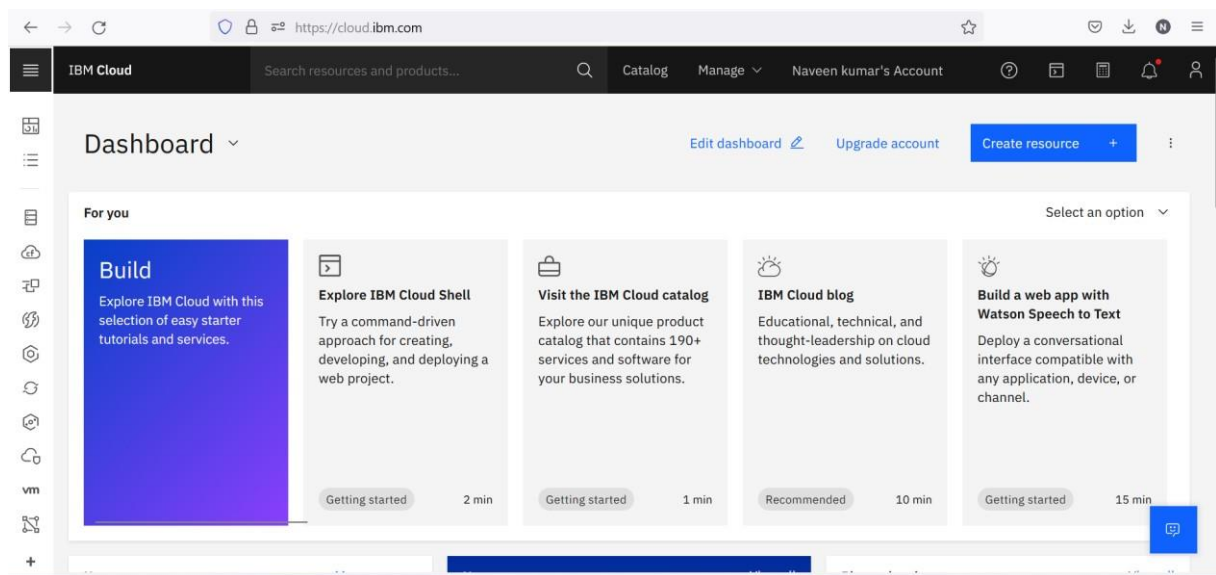 https://cloud.ibm.com
N
IBM Cloud
Search resources and products...
Catalog
Manage
Naveen kumar's Account
Dashboard
Edit dashboard
Upgrade account
Create resource +
For you
Select an option
Build
Explore IBM Cloud with this
selection of easy starter
tutorials and services.
Explore IBM Cloud Shell
Try a command-driven
approach for creating,
developing, and deploying a
web project.
Getting started
2 min
Visit the IBM Cloud catalog
Explore our unique product
catalog that contains 190+
services and software for
your business solutions.
Getting started
1 min
IBM Cloud blog
Educational, technical, and
thought-leadership on cloud
technologies and solutions.
Recommended
10 min
Build a web app with
Watson Speech to Text
Deploy a conversational
interface compatible with
any application, device, or
channel.
Getting started
15 min
cf
vm
+